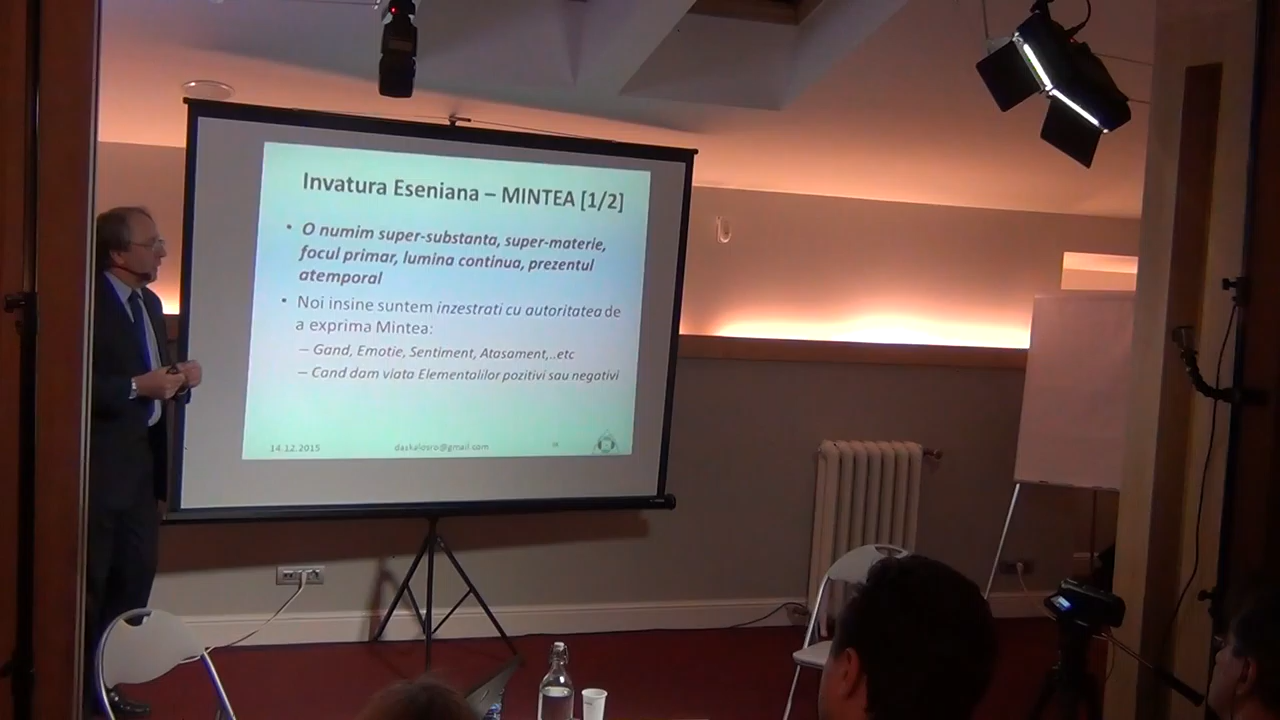 Invatura Eseniana – MINTEA [1/2]
• O numim super-substanta, super-materie,
focul primar, lumina continua, prezentul
atemporal
• Noi insine suntem inzestrati cu autoritatea de
a exprima Mintea:
– Gand, Emotie, Sentiment, Atasament,..etc
– Cand dam viata Elementalilor pozitivi sau negativi
14.12.2015 daskalosro@gmail.com